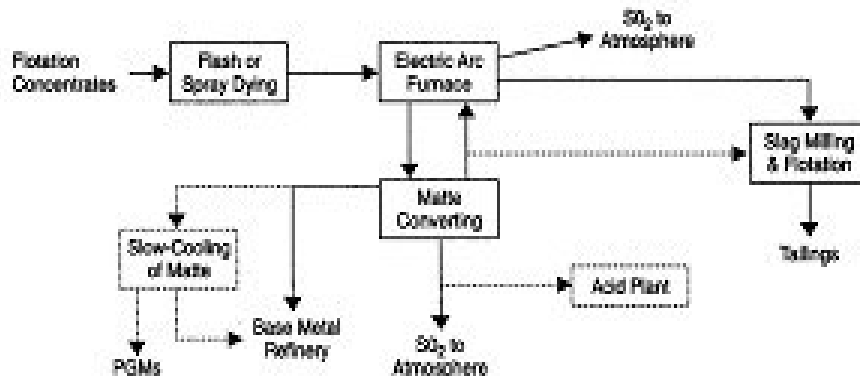 SO2 to
Atmosphere
Flotation
Concentrates
Flash or
Spray Dying
Electric Arc
Furnace
Slag Milling
& Flotation
Matte
Converting
Slow-Cooling
of Matte
Tailings
Acid Plant
Base Metal
Refinery
PGMs
SO2 to
Atmosphere